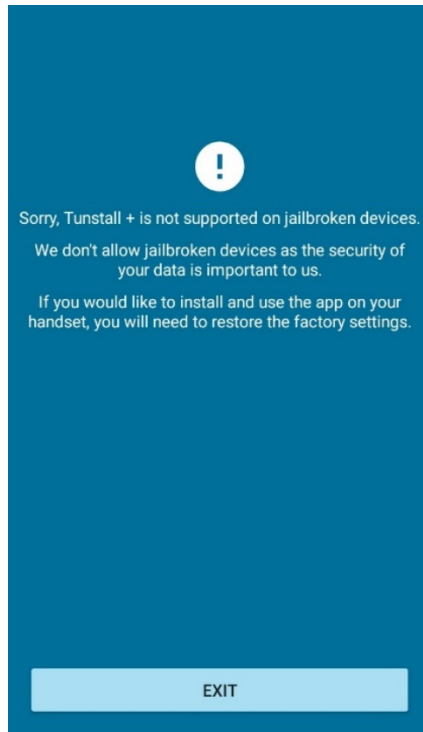 !
Sorry, Tunstall + is not supported on jailbroken devices.
We don't allow jailbroken devices as the security of
your data is important to us.
If you would like to install and use the app on your
handset, you will need to restore the factory settings.
EXIT